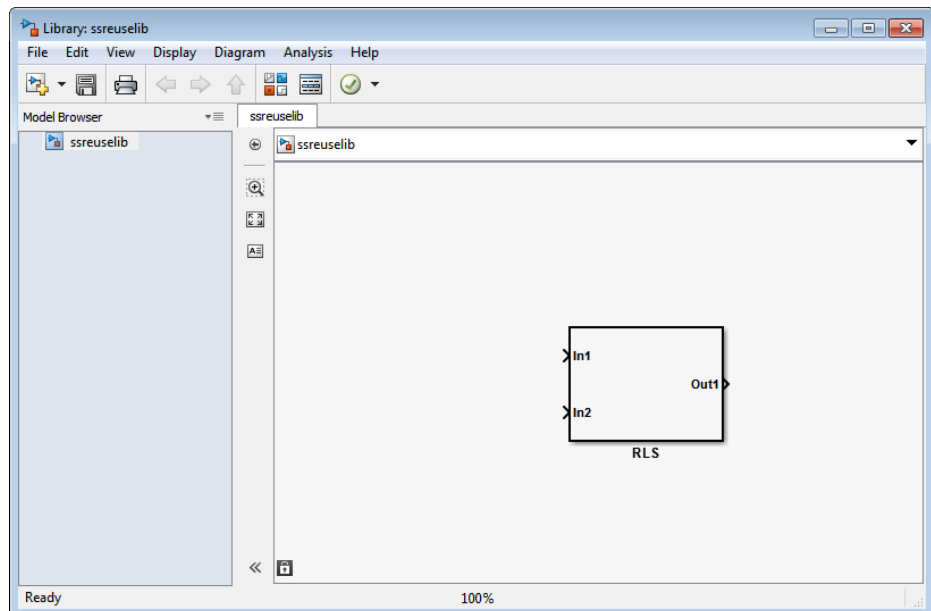 Library: ssreuselib
File Edit View Display Diagram Analysis Help
Model Browser
ssreuselib
ssreuselib
ssreuselib
In1
Out1
In2
RLS
Ready
100%